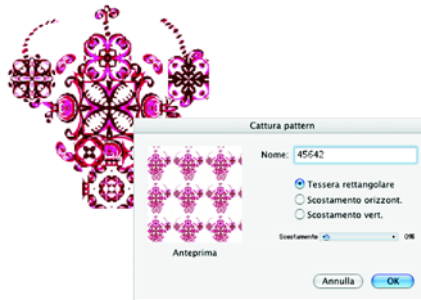 Cattura pattern
Nome: 45642
Tessera rettangolare
Scostamento orizzont.
Scostamento vert.
Scostamento 0%
Anteprima
Annulla OK